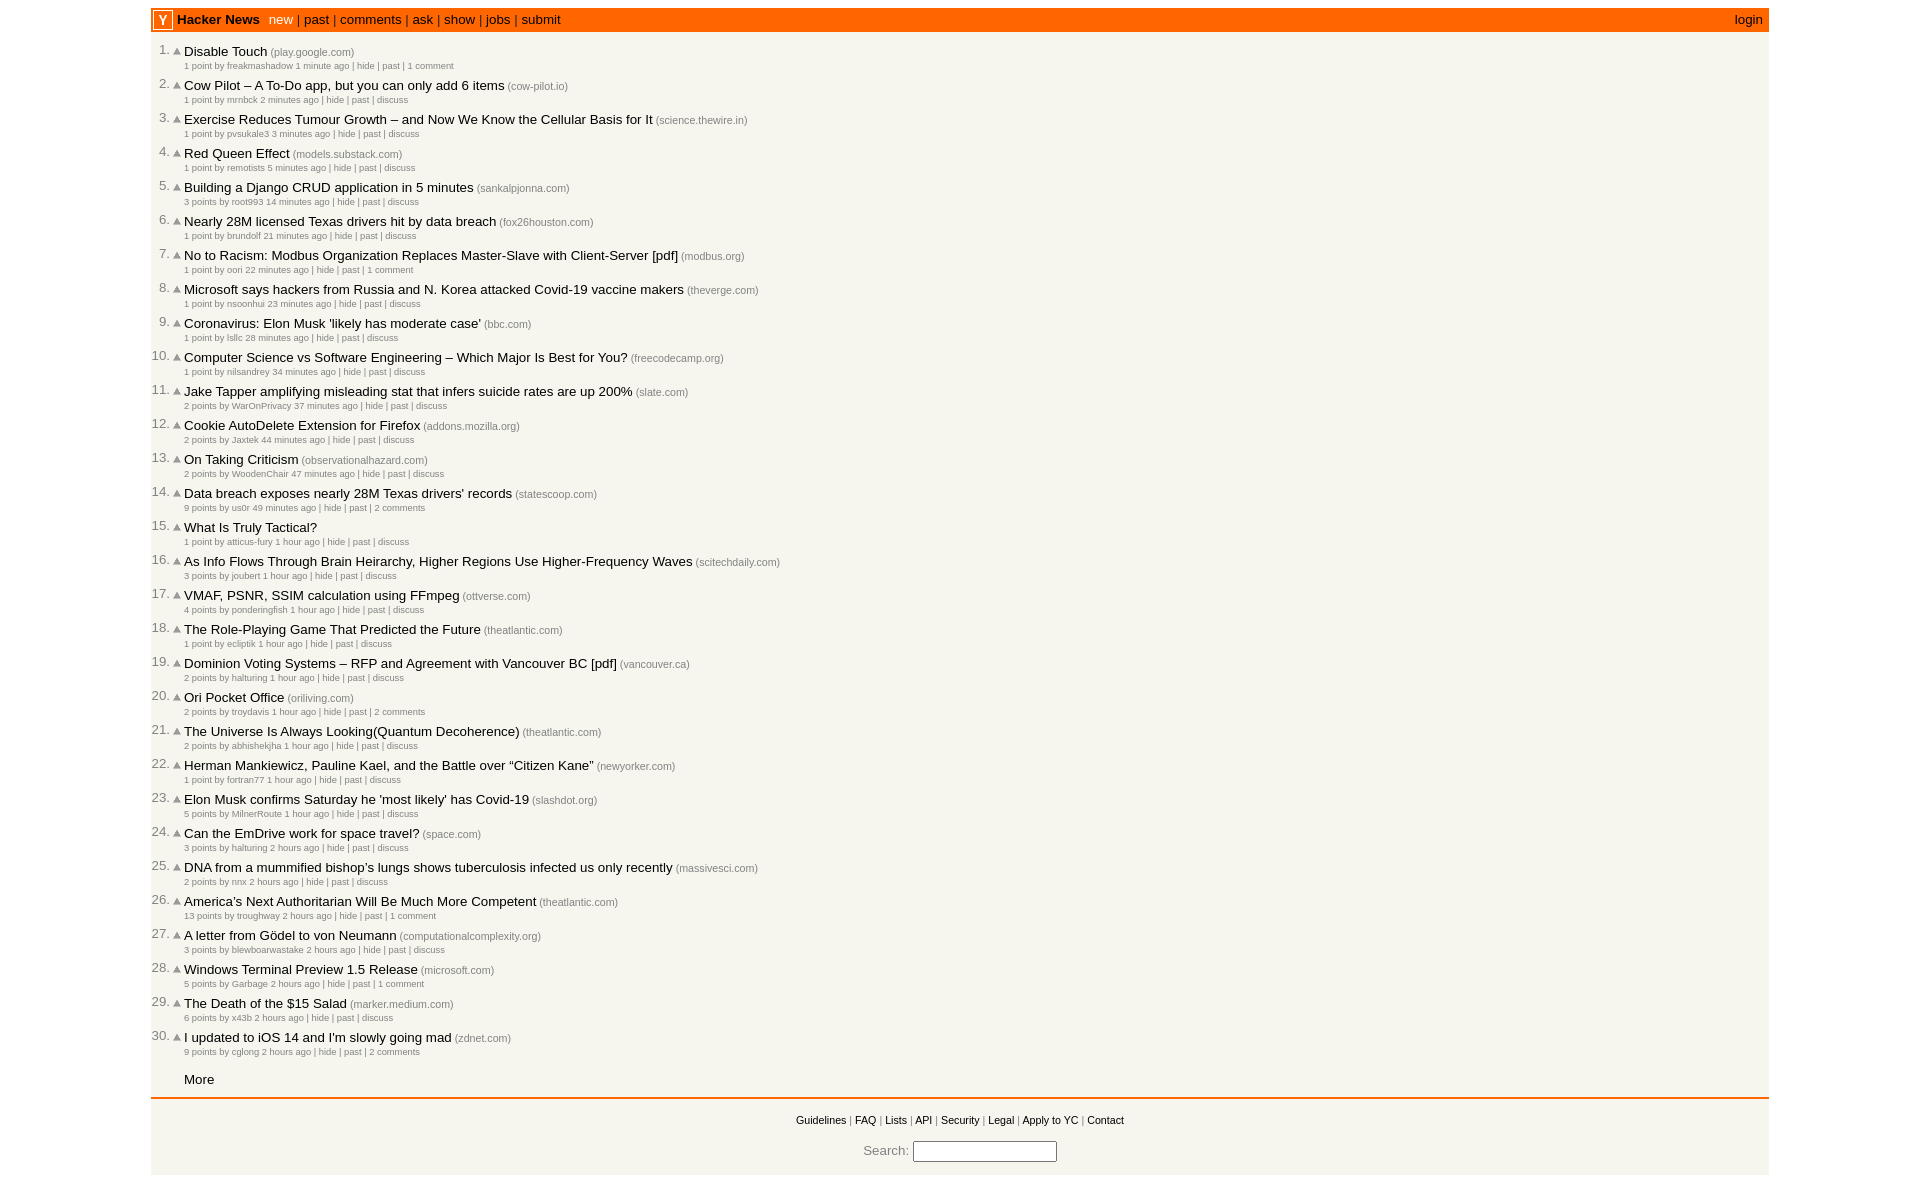 Y Hacker News new | past | comments | ask | show | jobs | submit login
1. Disable Touch (play.google.com)
1 point by freakmashadow 1 minute ago | hide | past | 1 comment
2. Cow Pilot – A To-Do app, but you can only add 6 items (cow-pilot.io)
1 point by mrnbck 2 minutes ago | hide | past | discuss
3. Exercise Reduces Tumour Growth – and Now We Know the Cellular Basis for It (science.thewire.in)
1 point by pvsukale3 3 minutes ago | hide | past | discuss
4. Red Queen Effect (models.substack.com)
1 point by remotists 5 minutes ago | hide | past | discuss
5. Building a Django CRUD application in 5 minutes (sankalpjonna.com)
3 points by root993 14 minutes ago | hide | past | discuss
6. Nearly 28M licensed Texas drivers hit by data breach (fox26houston.com)
1 point by brundolf 21 minutes ago | hide | past | discuss
7. No to Racism: Modbus Organization Replaces Master-Slave with Client-Server [pdf] (modbus.org)
1 point by oori 22 minutes ago | hide | past | 1 comment
8. Microsoft says hackers from Russia and N. Korea attacked Covid-19 vaccine makers (theverge.com)
1 point by nsoonhui 23 minutes ago | hide | past | discuss
9. Coronavirus: Elon Musk 'likely has moderate case' (bbc.com)
1 point by lsllc 28 minutes ago | hide | past | discuss
10. Computer Science vs Software Engineering – Which Major Is Best for You? (freecodecamp.org)
1 point by nilsandrey 34 minutes ago | hide | past | discuss
11. Jake Tapper amplifying misleading stat that infers suicide rates are up 200% (slate.com)
2 points by WarOnPrivacy 37 minutes ago | hide | past | discuss
12. Cookie AutoDelete Extension for Firefox (addons.mozilla.org)
2 points by Jaxtek 44 minutes ago | hide | past | discuss
13. On Taking Criticism (observationalhazard.com)
2 points by WoodenChair 47 minutes ago | hide | past | discuss
14. Data breach exposes nearly 28M Texas drivers' records (statescoop.com)
9 points by us0r 49 minutes ago | hide | past | 2 comments
15. What Is Truly Tactical?
1 point by atticus-fury 1 hour ago | hide | past | discuss
16. As Info Flows Through Brain Heirarchy, Higher Regions Use Higher-Frequency Waves (scitechdaily.com)
3 points by joubert 1 hour ago | hide | past | discuss
17. VMAF, PSNR, SSIM calculation using FFmpeg (ottverse.com)
4 points by ponderingfish 1 hour ago | hide | past | discuss
18. The Role-Playing Game That Predicted the Future (theatlantic.com)
1 point by ecliptik 1 hour ago | hide | past | discuss
19. Dominion Voting Systems – RFP and Agreement with Vancouver BC [pdf] (vancouver.ca)
2 points by halturing 1 hour ago | hide | past | discuss
20. Ori Pocket Office (oriliving.com)
2 points by troydavis 1 hour ago | hide | past | 2 comments
21. The Universe Is Always Looking(Quantum Decoherence) (theatlantic.com)
2 points by abhishekjha 1 hour ago | hide | past | discuss
22. Herman Mankiewicz, Pauline Kael, and the Battle over “Citizen Kane” (newyorker.com)
1 point by fortran77 1 hour ago | hide | past | discuss
23. Elon Musk confirms Saturday he 'most likely' has Covid-19 (slashdot.org)
5 points by MilnerRoute 1 hour ago | hide | past | discuss
24. Can the EmDrive work for space travel? (space.com)
3 points by halturing 2 hours ago | hide | past | discuss
25. DNA from a mummified bishop’s lungs shows tuberculosis infected us only recently (massivesci.com)
2 points by nnx 2 hours ago | hide | past | discuss
26. America’s Next Authoritarian Will Be Much More Competent (theatlantic.com)
13 points by troughway 2 hours ago | hide | past | 1 comment
27. A letter from Gödel to von Neumann (computationalcomplexity.org)
3 points by blewboarwastake 2 hours ago | hide | past | discuss
28. Windows Terminal Preview 1.5 Release (microsoft.com)
5 points by Garbage 2 hours ago | hide | past | 1 comment
29. The Death of the $15 Salad (marker.medium.com)
6 points by x43b 2 hours ago | hide | past | discuss
30. I updated to iOS 14 and I'm slowly going mad (zdnet.com)
9 points by cglong 2 hours ago | hide | past | 2 comments
More
Guidelines | FAQ | Lists | API | Security | Legal | Apply to YC | Contact
Search: